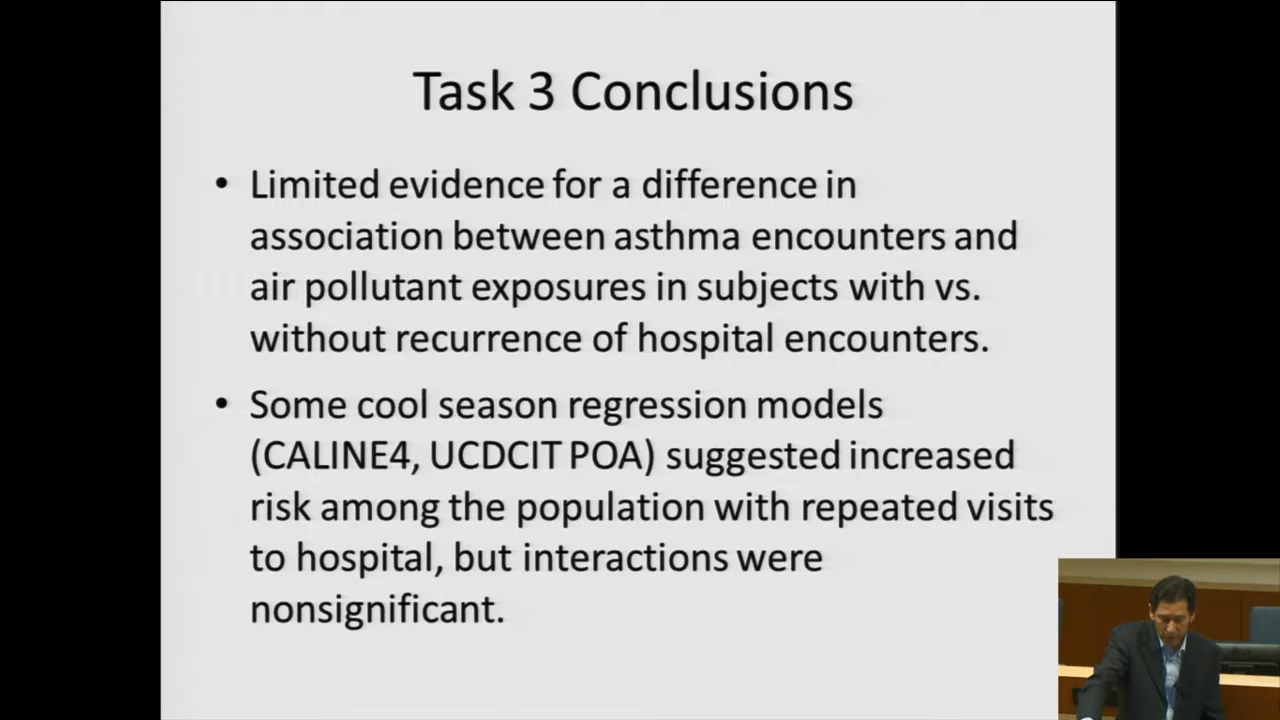 Task 3 Conclusions
• Limited evidence for a difference in
association between asthma encounters and
air pollutant exposures in subjects with vs.
without recurrence of hospital encounters.
• Some cool season regression models
(CALINE4, UCDCIT POA) suggested increased
risk among the population with repeated visits
to hospital, but interactions were
nonsignificant.